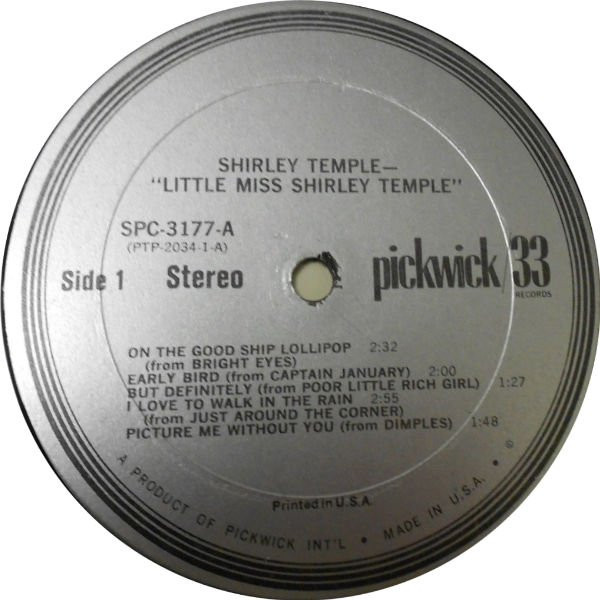 SHIRLEY TEMPLE—
"LITTLE MISS SHIRLEY TEMPLE"
SPC-3177-A
(PTP-2034-1-A)
Side 1 Stereo
pickwick/33
RECORDS
ON THE GOOD SHIP LOLLIPOP 2:32
(from BRIGHT EYES)
EARLY BIRD (from CAPTAIN JANUARY) 2:00
BUT DEFINITELY (from POOR LITTLE RICH GIRL) 1:27
I LOVE TO WALK IN THE RAIN 2:55
(from JUST AROUND THE CORNER)
PICTURE ME WITHOUT YOU (from DIMPLES) 1:48
Printed in U.S.A.
A PRODUCT OF PICKWICK INT'L • MADE IN U.S.A. • ©